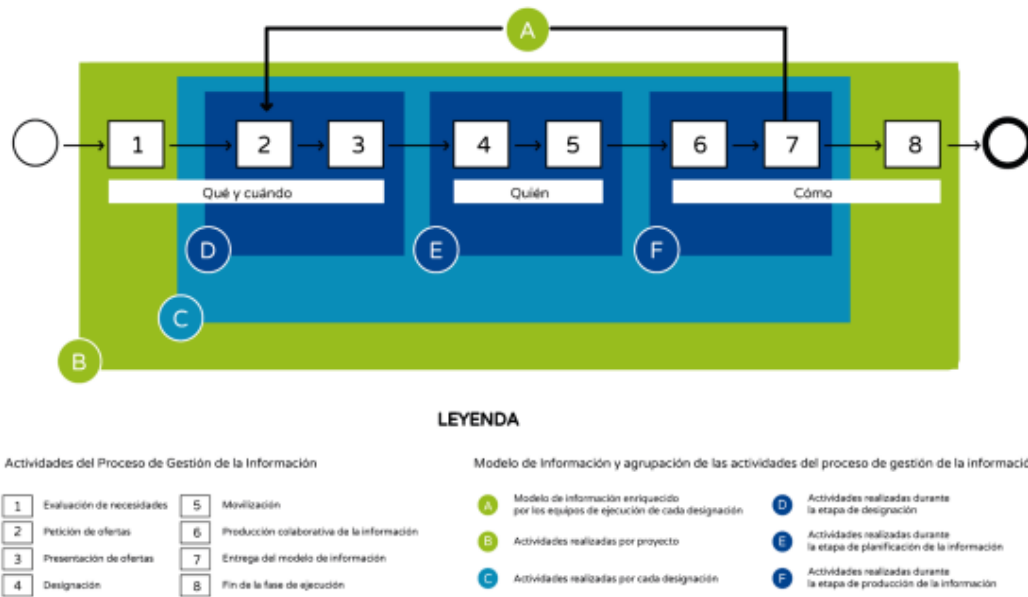 A
1 2 3 4 5 6 7 8
Qué y cuándo Quién Cómo
D E F
C
B
LEYENDA
Actividades del Proceso de Gestión de la Información
1 Evaluación de necesidades
2 Petición de ofertas
3 Presentación de ofertas
4 Designación
5 Movilización
6 Producción colaborativa de la información
7 Entrega del modelo de información
8 Fin de la fase de ejecución
Modelo de Información y agrupación de las actividades del proceso de gestión de la informació
A Modelo de información enriquecido
por los equipos de ejecución de cada designación
B Actividades realizadas por proyecto
C Actividades realizadas por cada designación
D Actividades realizadas durante
la etapa de designación
E Actividades realizadas durante
la etapa de planificación de la información
F Actividades realizadas durante
la etapa de producción de la información